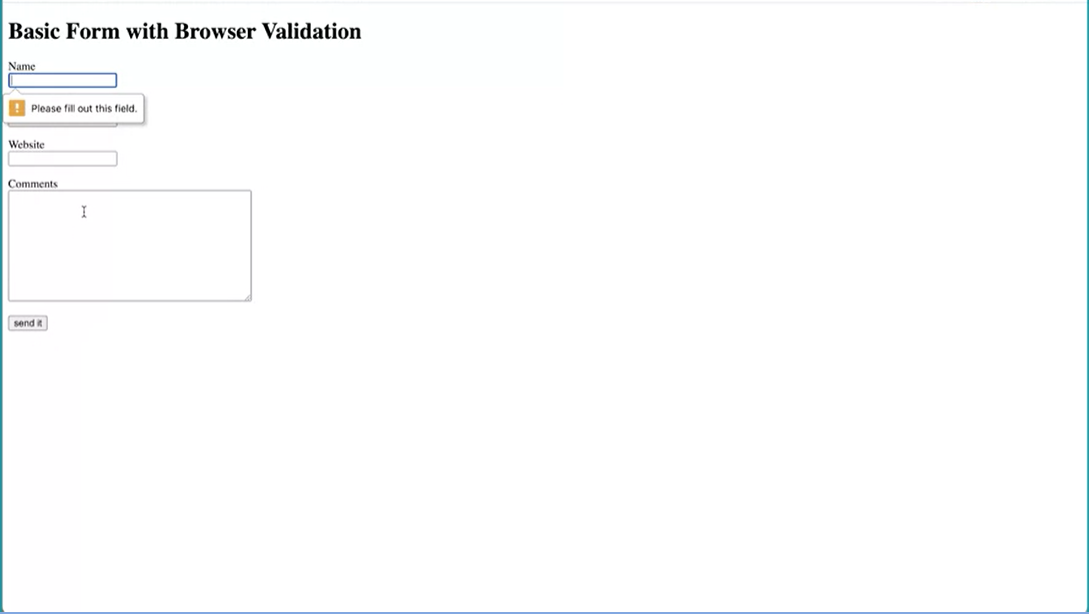 Basic Form with Browser Validation
Name
Please fill out this field.
Website
Comments
send it